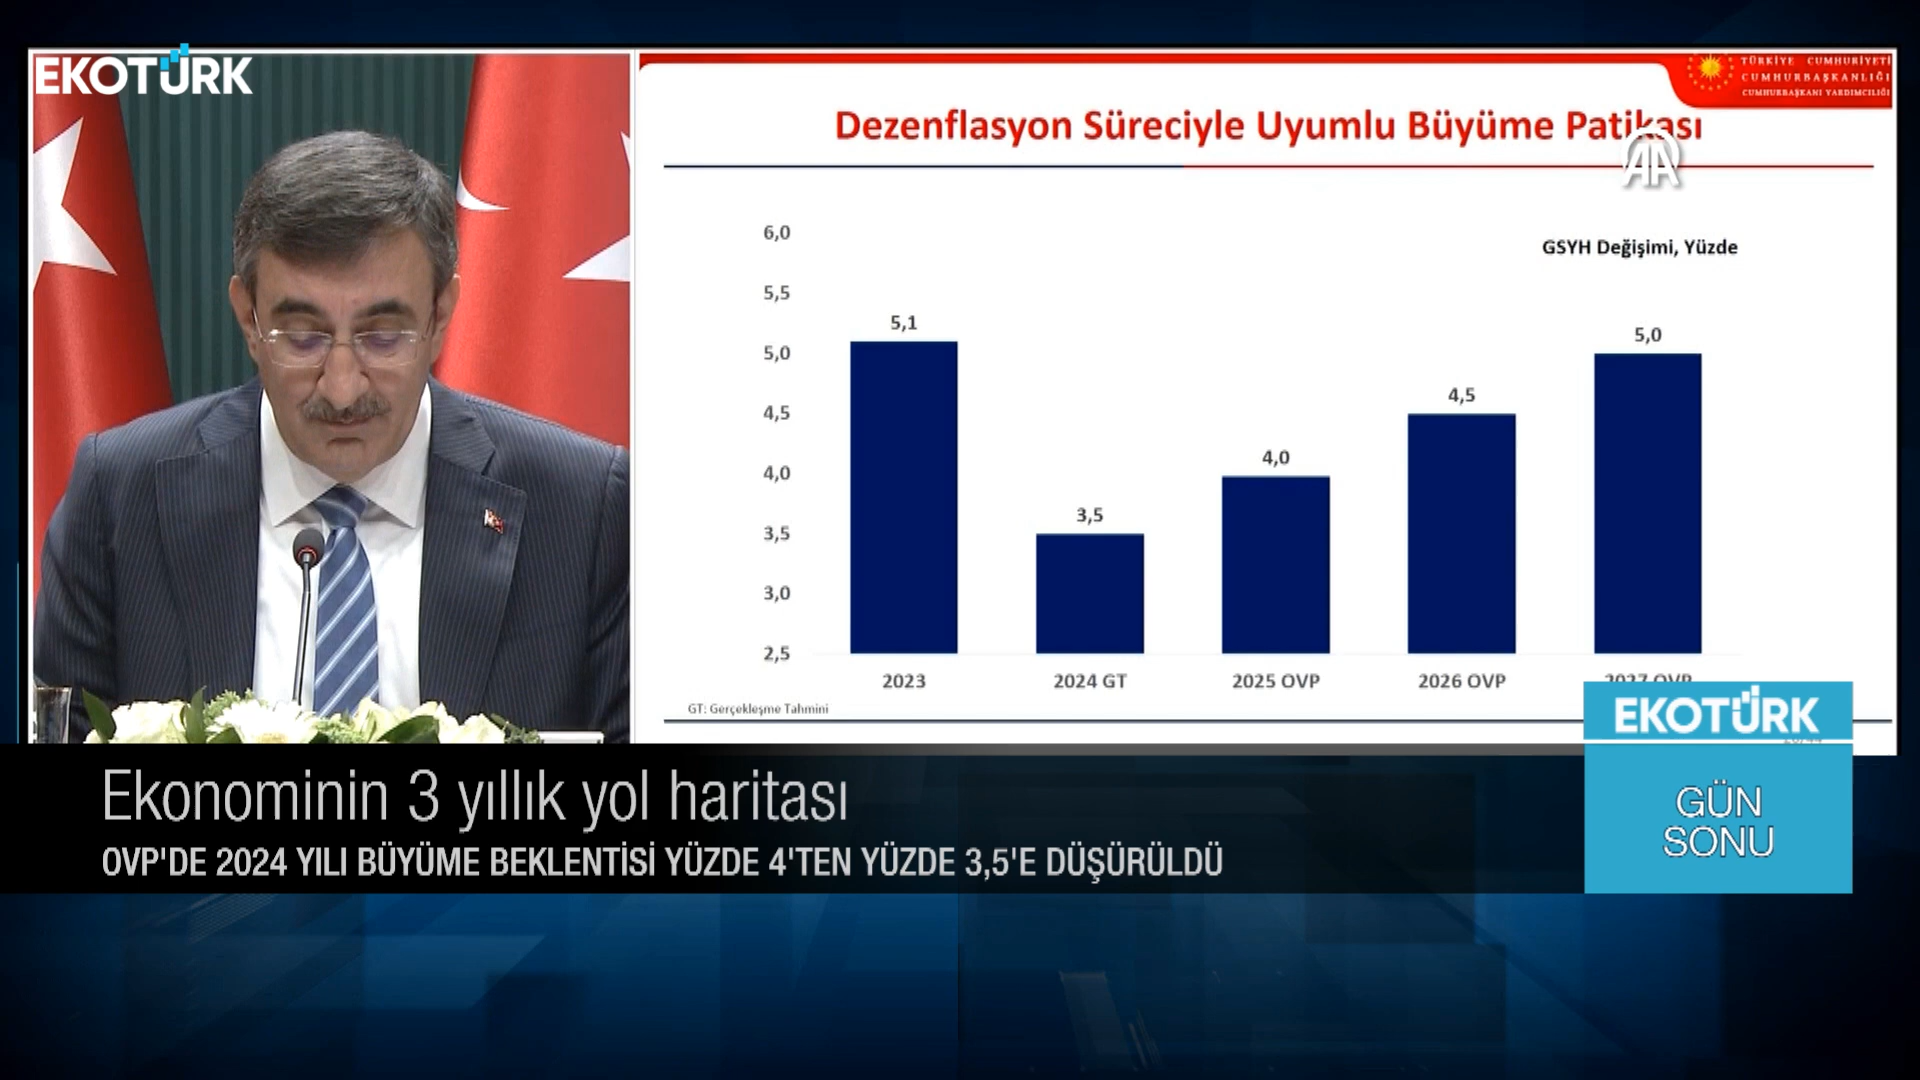 EKOTÜRK
TÜRKİYE CUMHURİYETİ
CUMHURBAŞKANLIĞI
CUMHURBAŞKANI YARDIMCILIĞI
Dezenflasyon Süreciyle Uyumlu Büyüme Patikası
AA
GSYH Değişimi, Yüzde
6,0
5,5
5,0
4,5
4,0
3,5
3,0
2,5
5,1
3,5
4,0
4,5
5,0
2023
2024 GT
2025 OVP
2026 OVP
2027 OVP
GT: Gerçekleşme Tahmini
EKOTÜRK
GÜN
SONU
Ekonominin 3 yıllık yol haritası
OVP'DE 2024 YILI BÜYÜME BEKLENTİSİ YÜZDE 4'TEN YÜZDE 3,5'E DÜŞÜRÜLDÜ